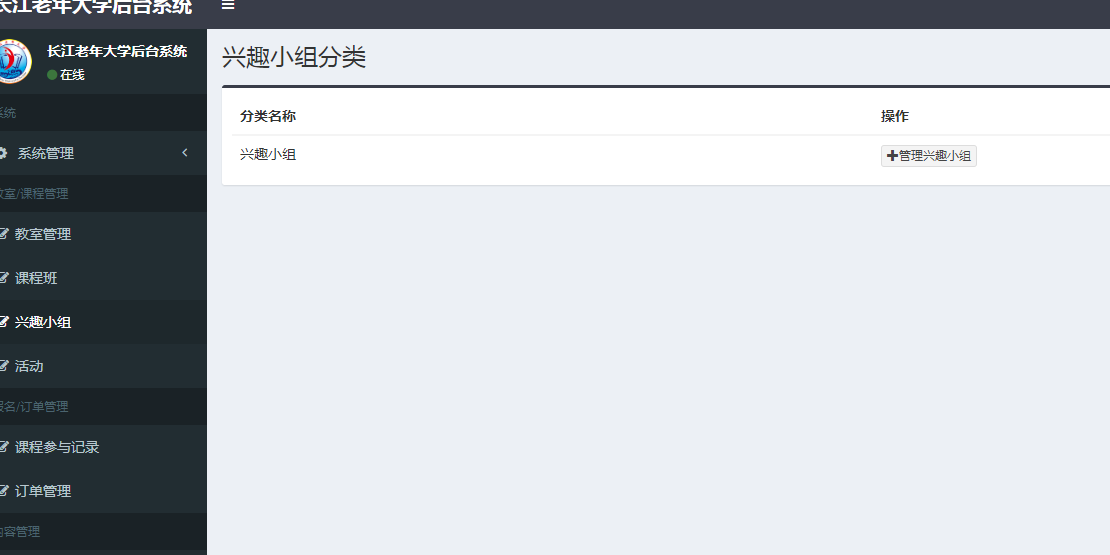 长江老年大学后台系统
长江老年大学后台系统
在线
系统
系统管理
教室/课程管理
教室管理
课程班
兴趣小组
活动
报名/订单管理
课程参与记录
订单管理
内容管理
兴趣小组分类
分类名称 操作
兴趣小组 管理兴趣小组